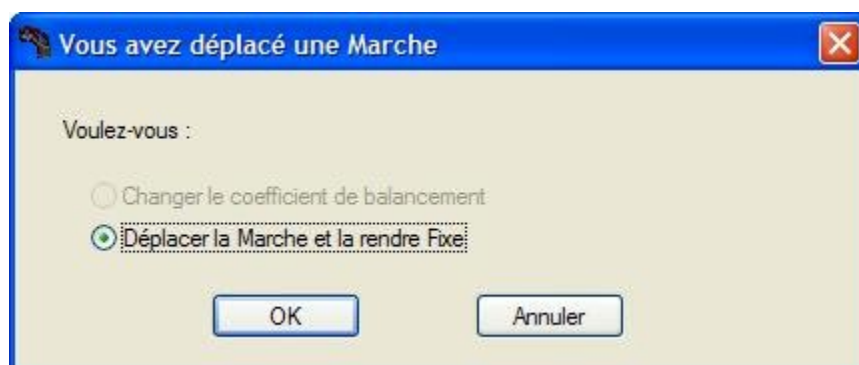 Vous avez déplacé une Marche
Voulez-vous :
Changer le coefficient de balancement
Déplacer la Marche et la rendre Fixe
OK
Annuler